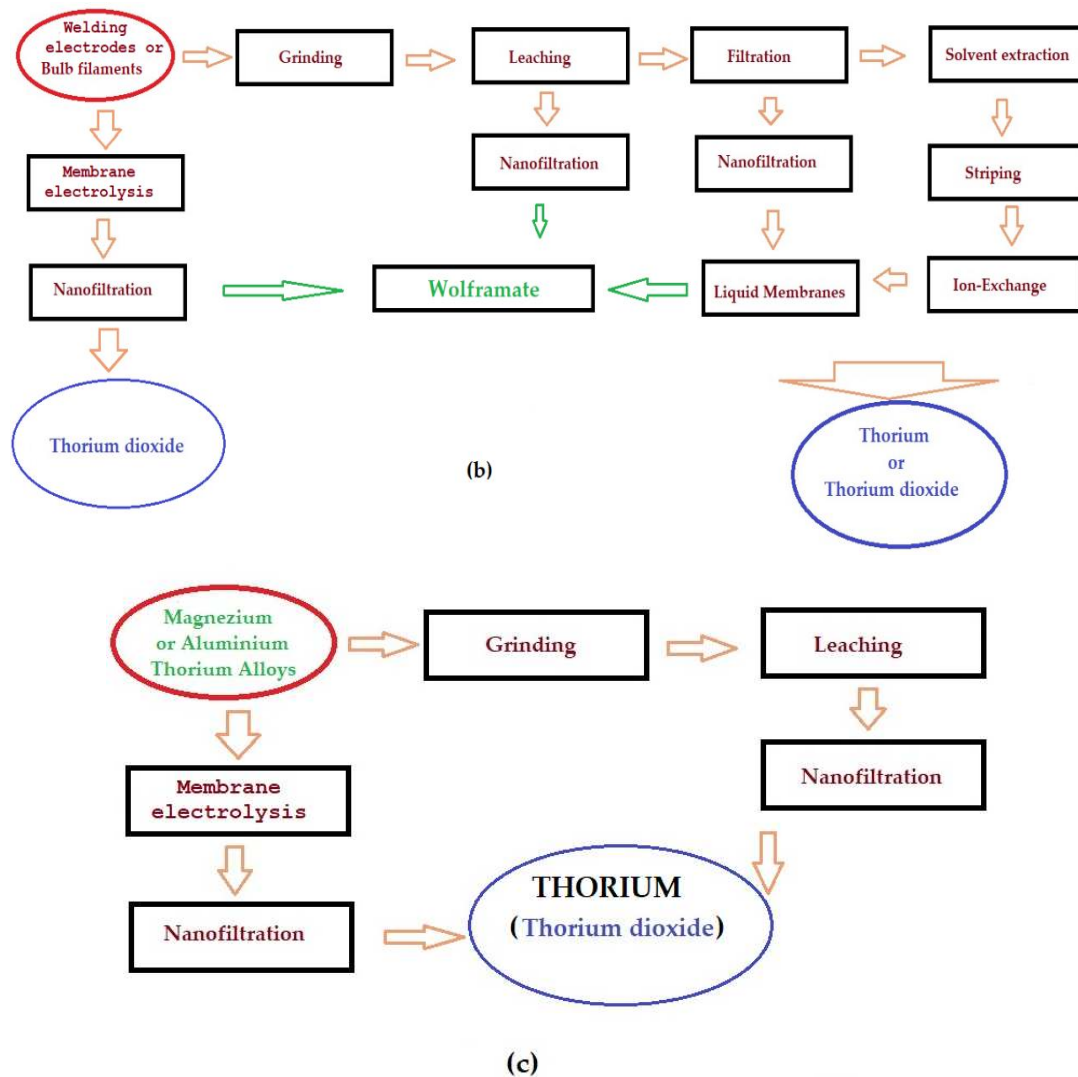 Welding
electrodes or
Bulb filaments
Grinding
Leaching
Filtration
Solvent extraction
Membrane
electrolysis
Nanofiltration
Nanofiltration
Striping
Nanofiltration
Wolframate
Liquid Membranes
Ion-Exchange
Thorium dioxide
Thorium
or
Thorium dioxide
(b)
Magnezium
or Aluminium
Thorium Alloys
Grinding
Leaching
Membrane
electrolysis
Nanofiltration
Nanofiltration
THORIUM
(Thorium dioxide)
(c)